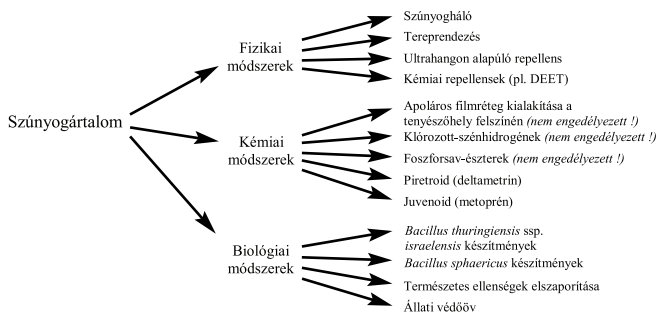 Szúnyogártalom
Fizikai
módszerek
Szúnyogháló
Tereprendezés
Ultrahangon alapúló repellens
Kémiai repellensek (pl. DEET)
Kémiai
módszerek
Apoláros filmréteg kialakítása a
tenyészőhely felszínén (nem engedélyezett !)
Klórozott-szénhidrogének (nem engedélyezett !)
Foszforsav-észterek (nem engedélyezett !)
Piretroid (deltametrin)
Juvenoid (metoprén)
Biológiai
módszerek
Bacillus thuringiensis ssp.
israelensis készítmények
Bacillus sphaericus készítmények
Természetes ellenségek elszaporítása
Állati védőöv